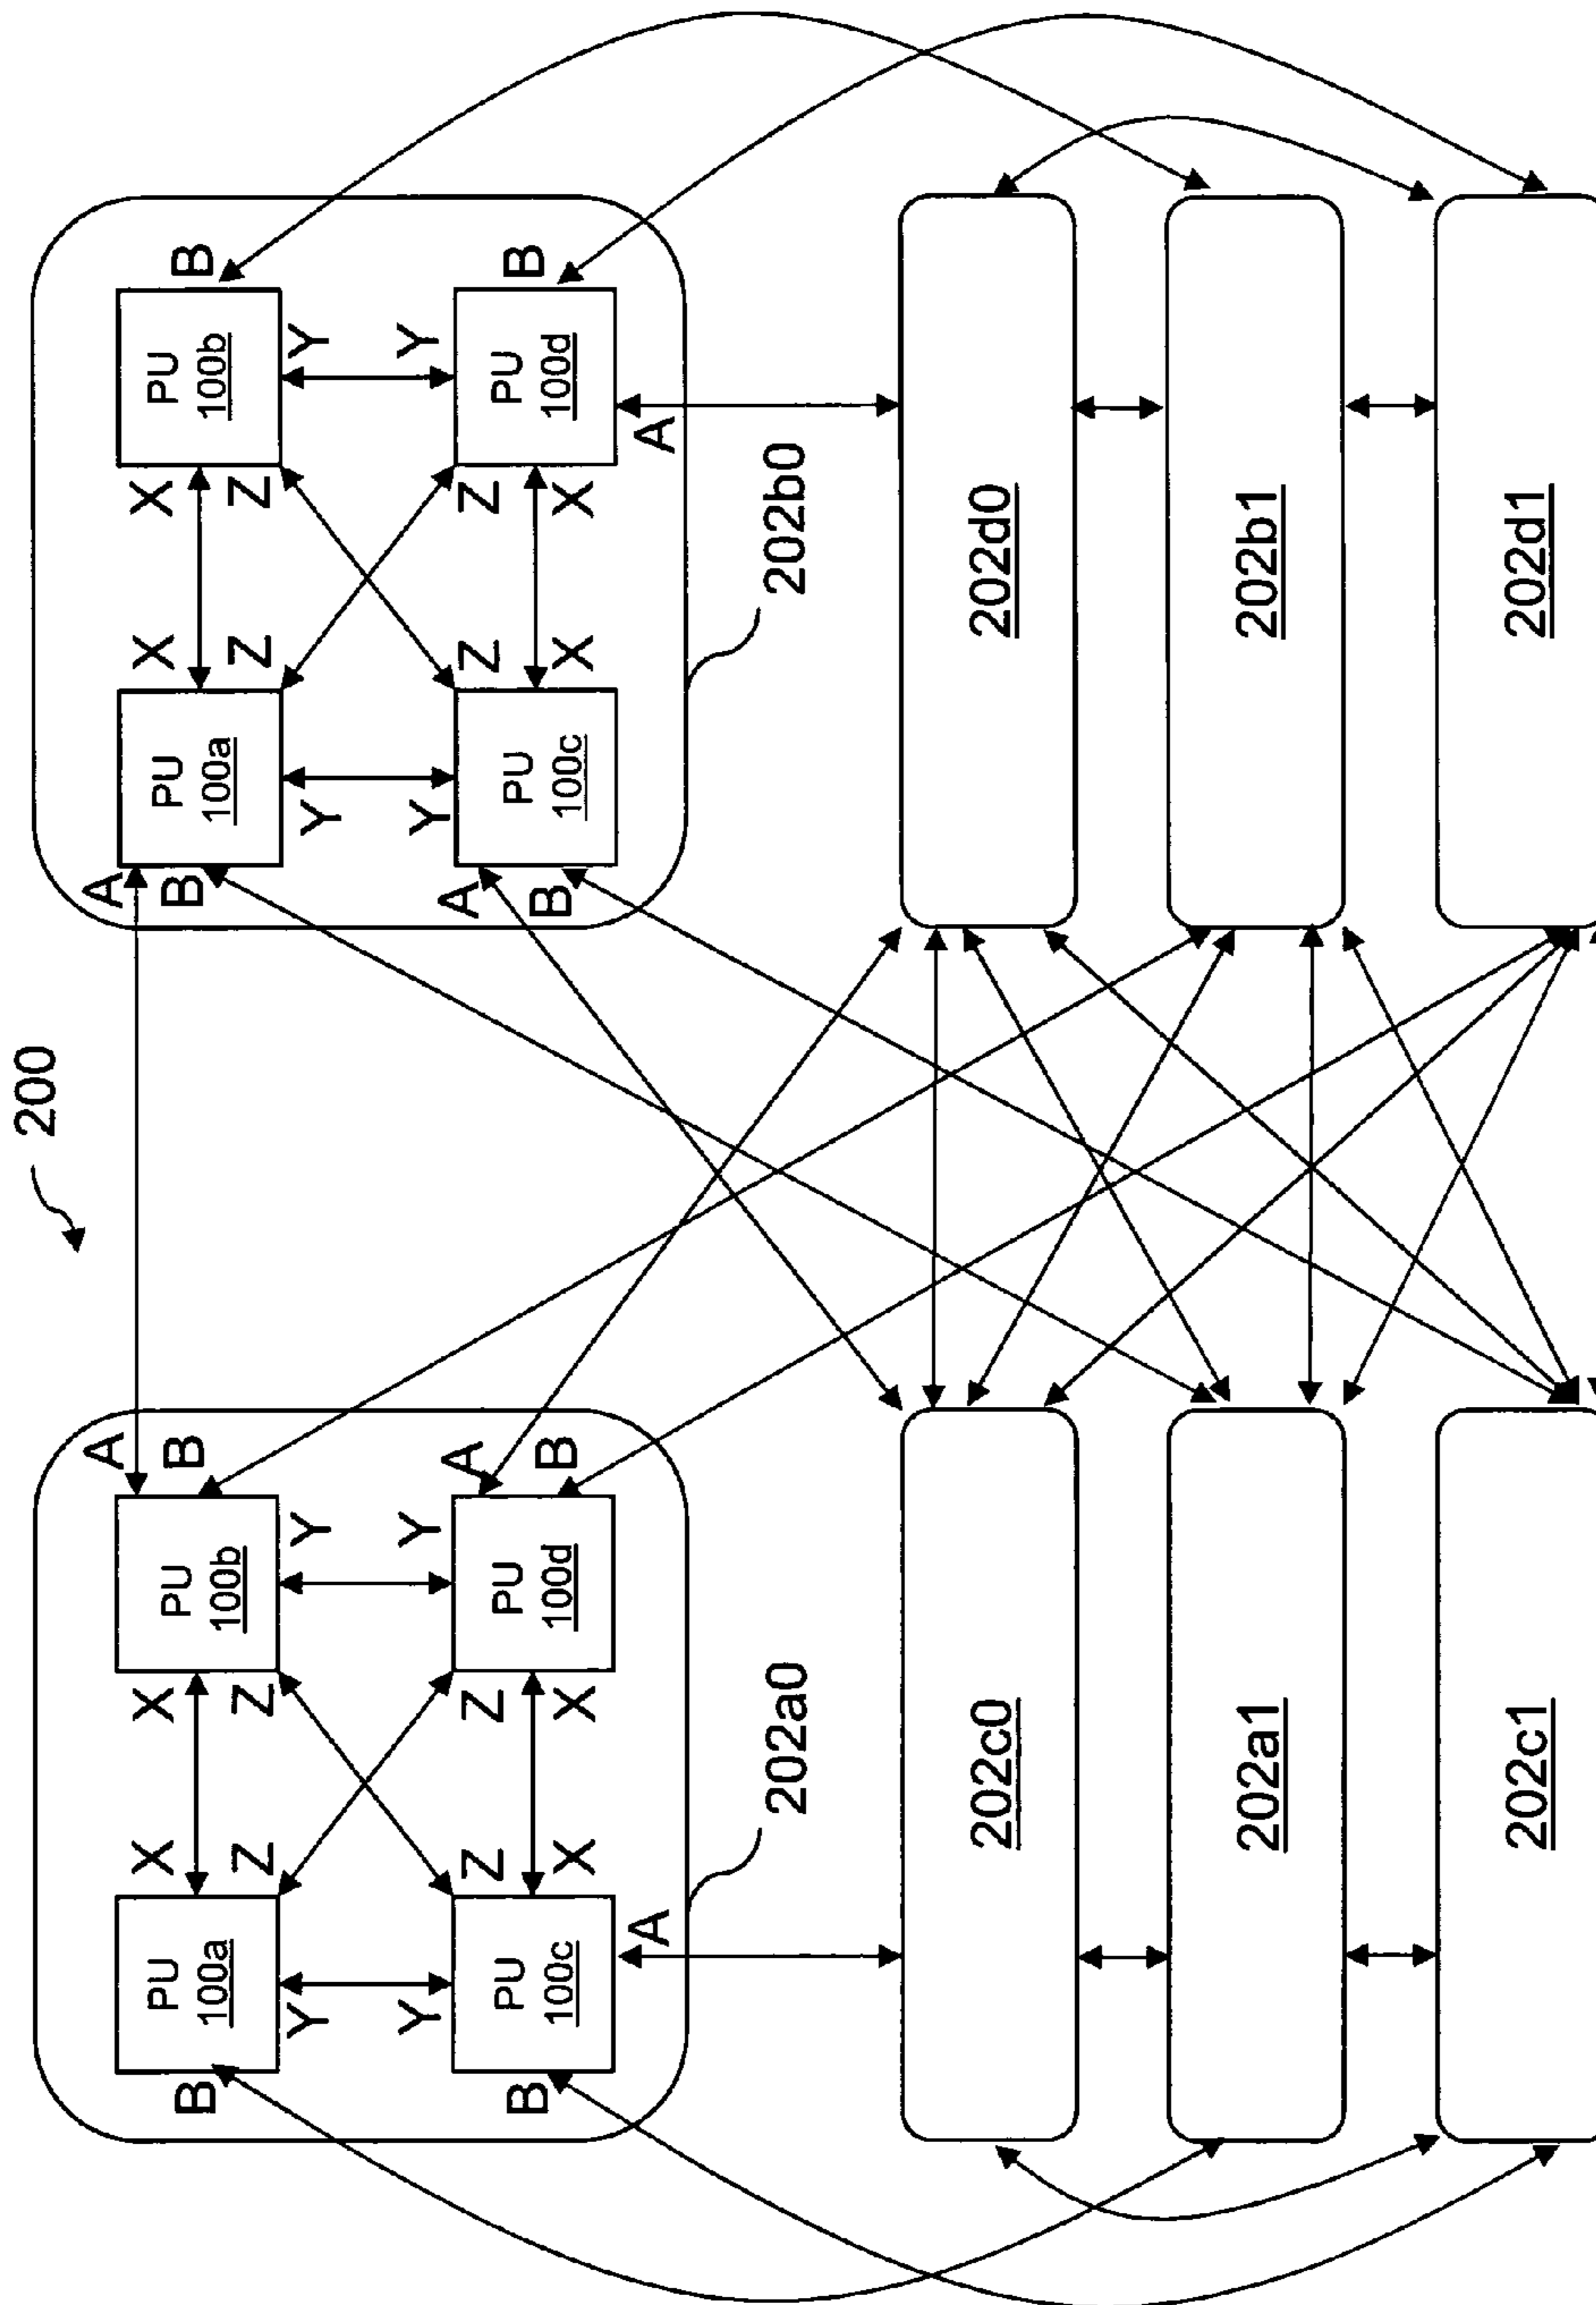 200
A A
X X X X
PU PU PU PU
B B B B
100a 100b 100a 100b
Z Z Z Z
Y Y Y Y
Y Y Y Y
A A
Z Z Z Z
PU PU PU PU
B B B B
100c 100d 100c 100d
X X X X
A A
202a0 202b0
202c0 202d0
202a1 202b1
202c1 202d1